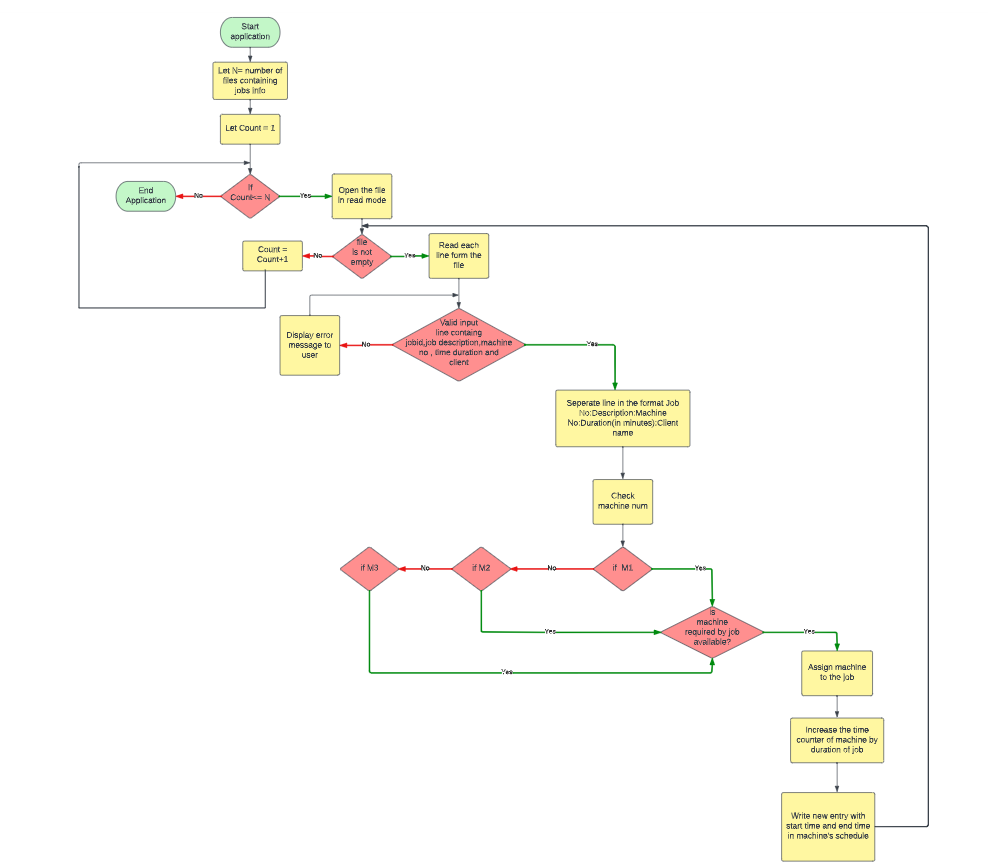 Start
application
Let N= number of
files containing
jobs info
Let Count = 1
If
Count<= N
No
End
Application
Yes
Open the file
in read mode
file
is not
empty
No
Count =
Count+1
Yes
Read each
line form the
file
Valid input
line containg
jobid,job description,machine
no , time duration and
client
No
Display error
message to
user
Yes
Seperate line in the format Job
No:Description:Machine
No:Duration(in minutes):Client
name
Check
machine num
if M3
No
if M2
No
if M1
Yes
is
machine
required by job
available?
Yes
Yes
Yes
Assign machine
to the job
Increase the time
counter of machine by
duration of job
Write new entry with
start time and end time
in machine's schedule